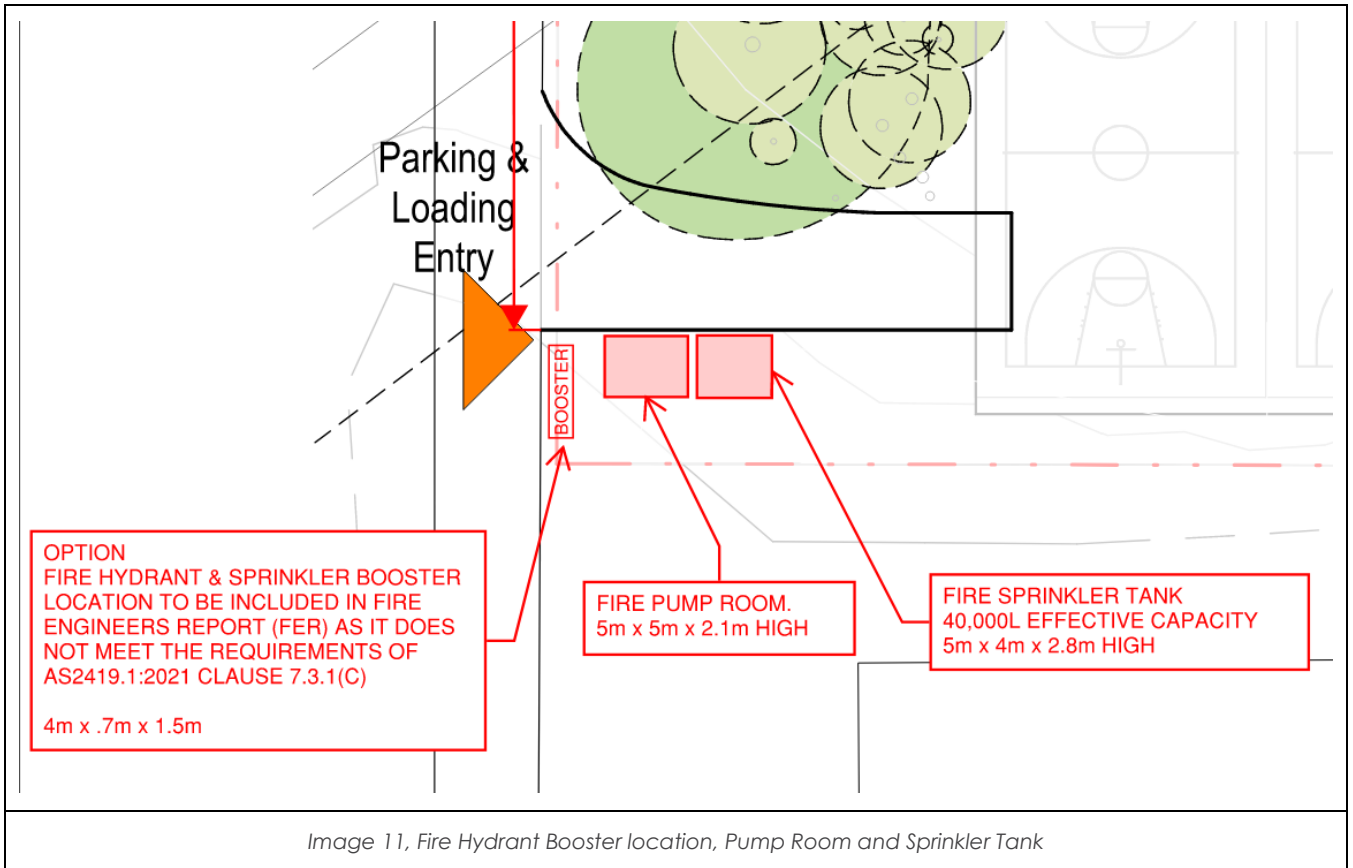 Parking &
Loading
Entry
BOOSTER
OPTION
FIRE HYDRANT & SPRINKLER BOOSTER
LOCATION TO BE INCLUDED IN FIRE
ENGINEERS REPORT (FER) AS IT DOES
NOT MEET THE REQUIREMENTS OF
AS2419.1:2021 CLAUSE 7.3.1(C)
4m x .7m x 1.5m
FIRE PUMP ROOM.
5m x 5m x 2.1m HIGH
FIRE SPRINKLER TANK
40,000L EFFECTIVE CAPACITY
5m x 4m x 2.8m HIGH
Image 11, Fire Hydrant Booster location, Pump Room and Sprinkler Tank